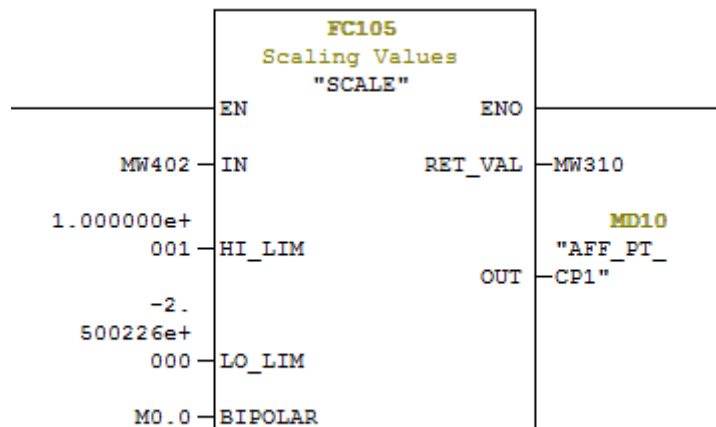 FC105
Scaling Values
"SCALE"
EN ENO
MW402 IN RET_VAL MW310
1.000000e+
001 HI_LIM
MD10
"AFF_PT_
OUT CP1"
-2.
500226e+
000 LO_LIM
M0.0 BIPOLAR